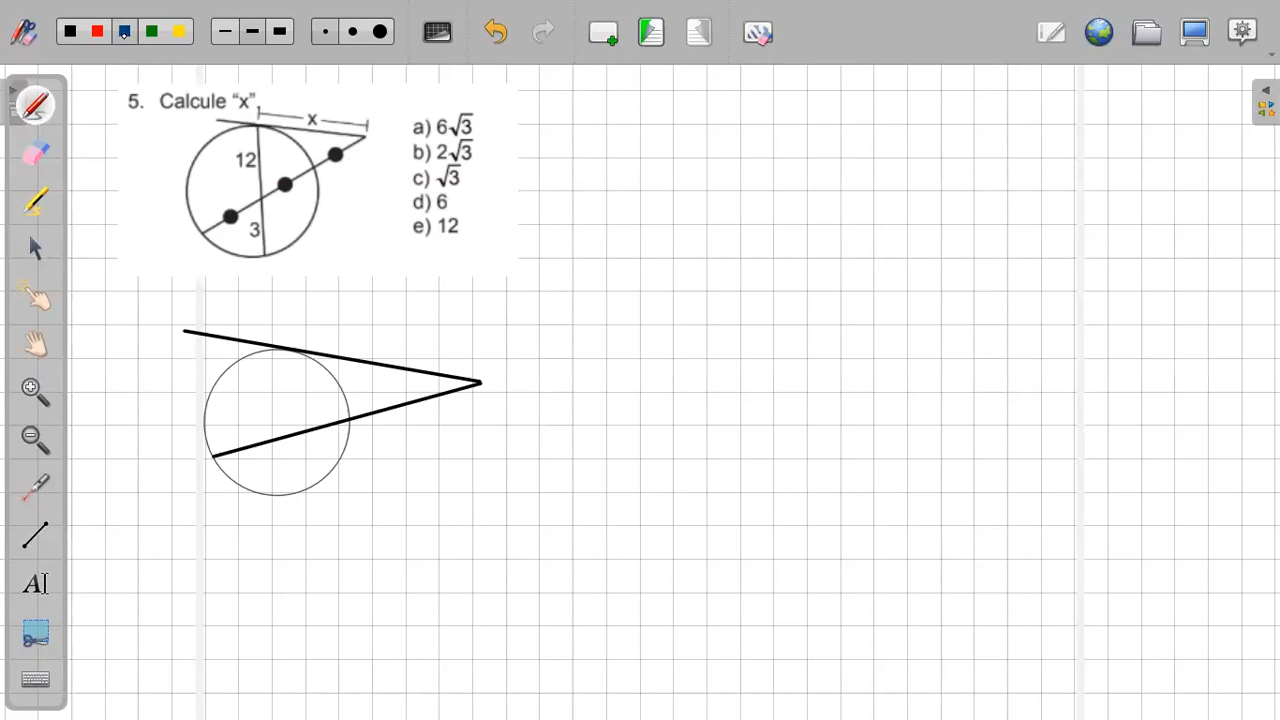 5. Calcule “x”,
x
12
3
a) 6√3
b) 2√3
c) √3
d) 6
e) 12